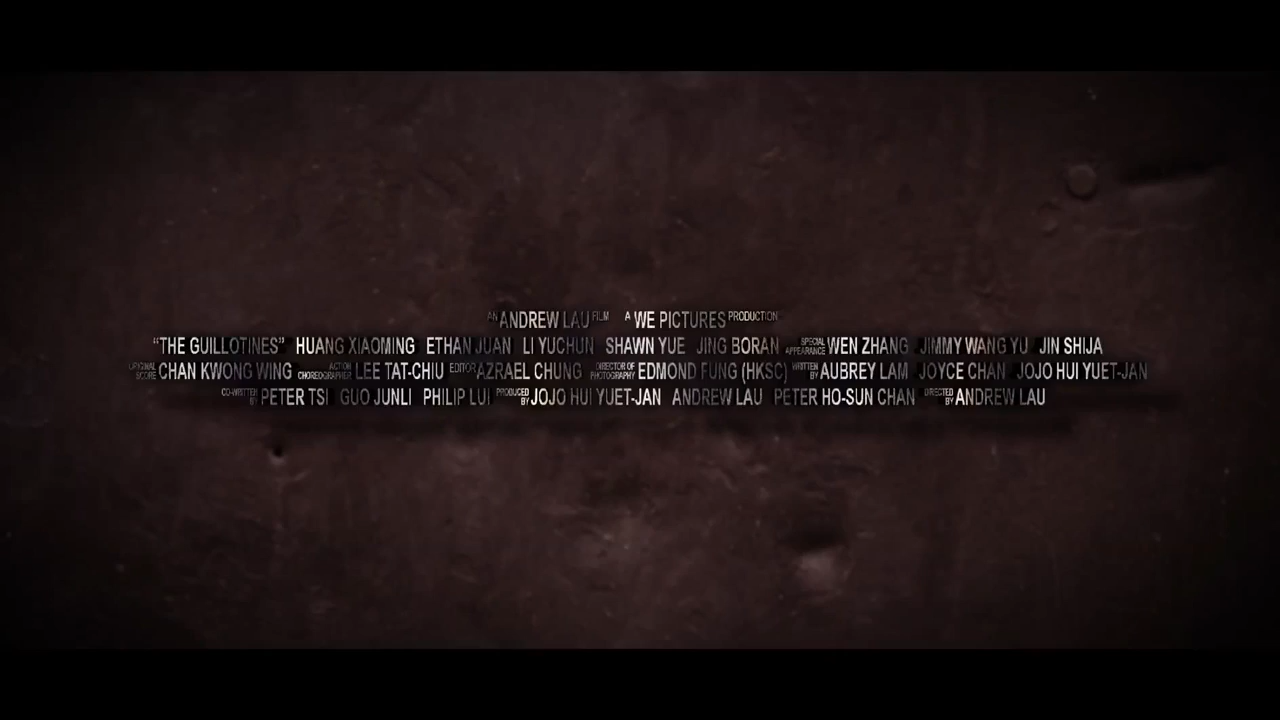 AN ANDREW LAU FILM A WE PICTURES PRODUCTION
"THE GUILLOTINES" HUANG XIAOMING ETHAN JUAN LI YUCHUN SHAWN YUE JING BORAN SPECIAL APPEARANCE WEN ZHANG JIMMY WANG YU JIN SHIJA
ORIGINAL SCORE CHAN KWONG WING ACTION CHOREOGRAPHER LEE TAT-CHIU EDITOR AZRAEL CHUNG DIRECTOR OF PHOTOGRAPHY EDMOND FUNG (HKSC) WRITTEN BY AUBREY LAM JOYCE CHAN JOJO HUI YUET-JAN
CO-WRITTEN BY PETER TSI GUO JUNLI PHILIP LUI PRODUCED BY JOJO HUI YUET-JAN ANDREW LAU PETER HO-SUN CHAN DIRECTED BY ANDREW LAU